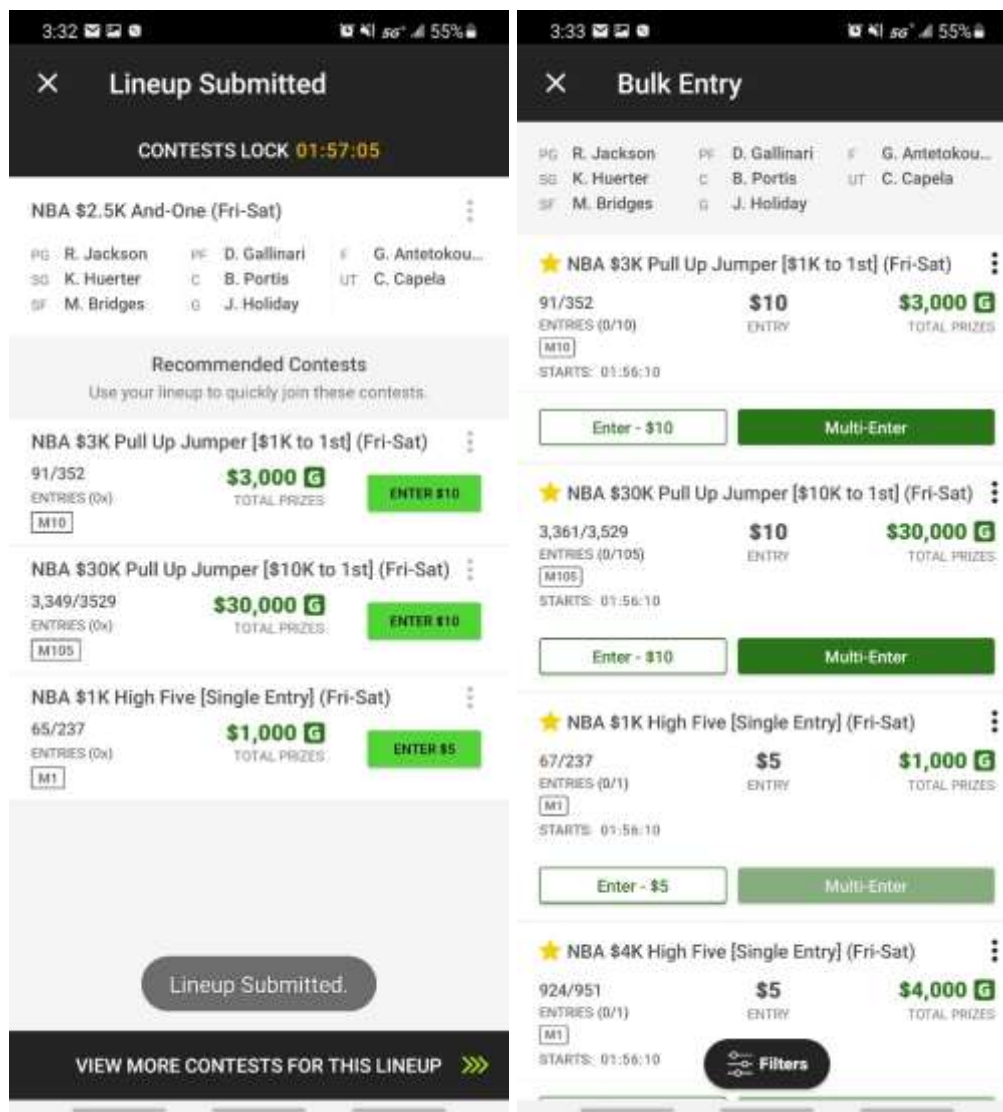 3:32
5G 55%
Lineup Submitted
CONTESTS LOCK 01:57:05
NBA $2.5K And-One (Fri-Sat)
PG R. Jackson PF D. Gallinari F G. Antetokou...
SG K. Huerter C B. Portis UT C. Capela
SF M. Bridges G J. Holiday
Recommended Contests
Use your lineup to quickly join these contests.
NBA $3K Pull Up Jumper [$1K to 1st] (Fri-Sat)
91/352 $3,000 G ENTER $10
ENTRIES (0x) TOTAL PRIZES
M10
NBA $30K Pull Up Jumper [$10K to 1st] (Fri-Sat)
3,349/3529 $30,000 G ENTER $10
ENTRIES (0x) TOTAL PRIZES
M105
NBA $1K High Five [Single Entry] (Fri-Sat)
65/237 $1,000 G ENTER $5
ENTRIES (0x) TOTAL PRIZES
M1
Lineup Submitted.
VIEW MORE CONTESTS FOR THIS LINEUP
3:33
5G 55%
Bulk Entry
PG R. Jackson PF D. Gallinari F G. Antetokou...
SG K. Huerter C B. Portis UT C. Capela
SF M. Bridges G J. Holiday
NBA $3K Pull Up Jumper [$1K to 1st] (Fri-Sat)
91/352 $10 $3,000 G
ENTRIES (0/10) ENTRY TOTAL PRIZES
M10
STARTS: 01:56:10
Enter - $10 Multi-Enter
NBA $30K Pull Up Jumper [$10K to 1st] (Fri-Sat)
3,361/3,529 $10 $30,000 G
ENTRIES (0/105) ENTRY TOTAL PRIZES
M105
STARTS: 01:56:10
Enter - $10 Multi-Enter
NBA $1K High Five [Single Entry] (Fri-Sat)
67/237 $5 $1,000 G
ENTRIES (0/1) ENTRY TOTAL PRIZES
M1
STARTS: 01:56:10
Enter - $5 Multi-Enter
NBA $4K High Five [Single Entry] (Fri-Sat)
924/951 $5 $4,000 G
ENTRIES (0/1) ENTRY TOTAL PRIZES
M1
STARTS: 01:56:10
Filters